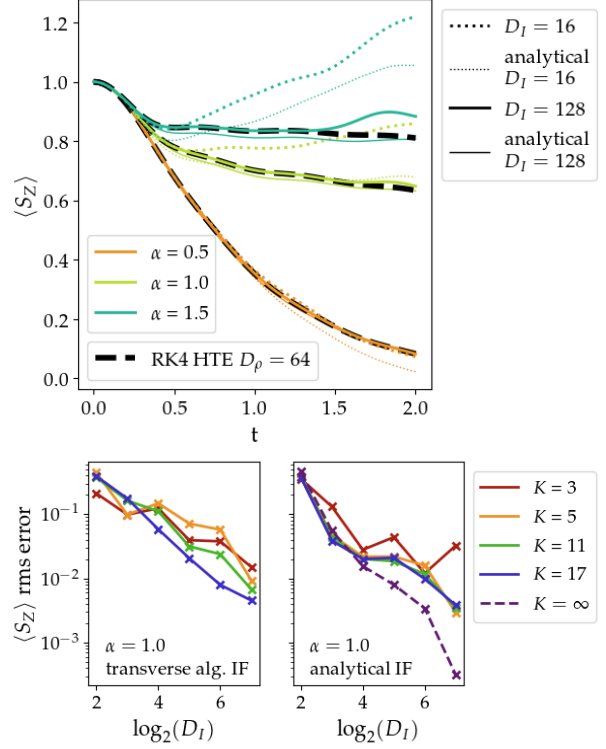 1.2
1.0
0.8
0.6
0.4
0.2
0.0
⟨S_Z⟩
0.0 0.5 1.0 1.5 2.0
t
α = 0.5
α = 1.0
α = 1.5
RK4 HTE D_ρ = 64
D_I = 16
analytical
D_I = 16
D_I = 128
analytical
D_I = 128
⟨S_Z⟩ rms error
10⁻¹
10⁻²
10⁻³
α = 1.0
transverse alg. IF
2 4 6
log₂(D_I)
α = 1.0
analytical IF
2 4 6
log₂(D_I)
K = 3
K = 5
K = 11
K = 17
K = ∞